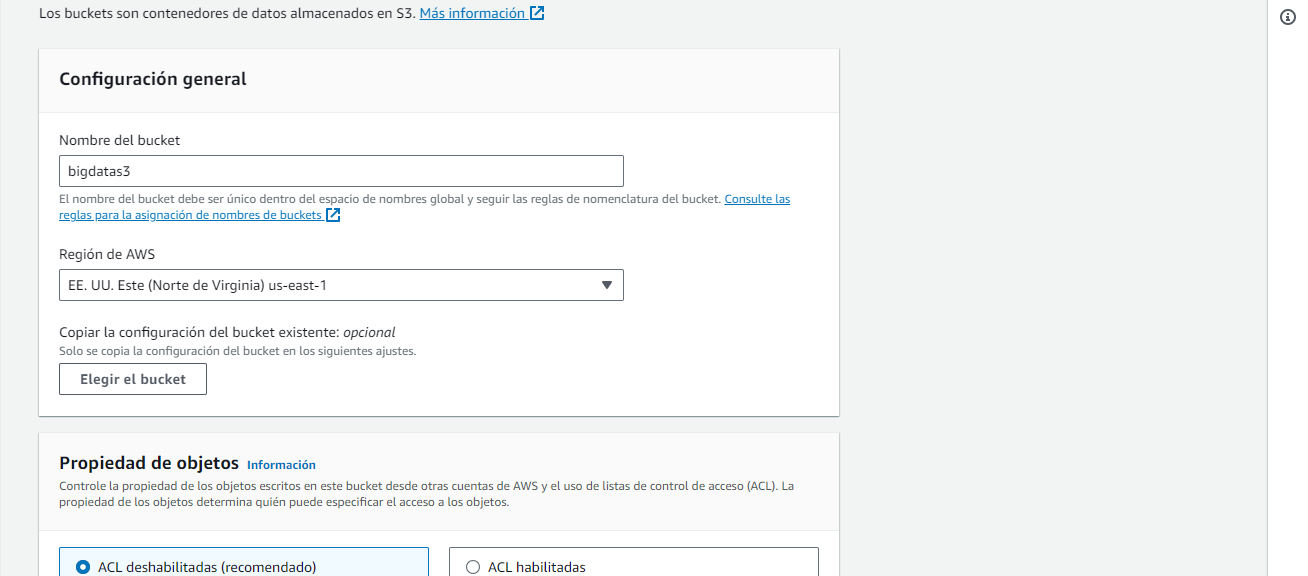 Los buckets son contenedores de datos almacenados en S3. Más información
Configuración general
Nombre del bucket
bigdatas3
El nombre del bucket debe ser único dentro del espacio de nombres global y seguir las reglas de nomenclatura del bucket. Consulte las
reglas para la asignación de nombres de buckets
Región de AWS
EE. UU. Este (Norte de Virginia) us-east-1
Copiar la configuración del bucket existente: opcional
Solo se copia la configuración del bucket en los siguientes ajustes.
Elegir el bucket
Propiedad de objetos Información
Controle la propiedad de los objetos escritos en este bucket desde otras cuentas de AWS y el uso de listas de control de acceso (ACL). La
propiedad de los objetos determina quién puede especificar el acceso a los objetos.
ACL deshabilitadas (recomendado) ACL habilitadas